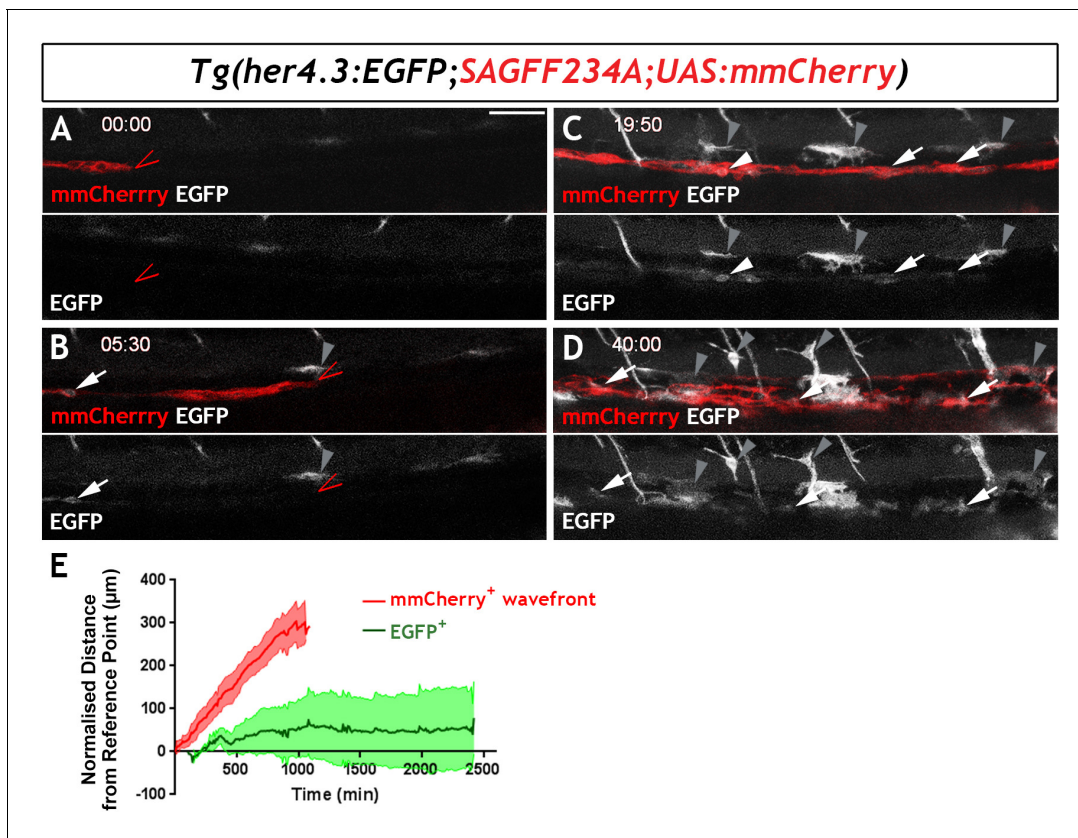 Tg(her4.3:EGFP;SAGFF234A;UAS:mmCherry)
A 00:00
mmCherrry EGFP
EGFP
B 05:30
mmCherrry EGFP
EGFP
C 19:50
mmCherrry EGFP
EGFP
D 40:00
mmCherrry EGFP
EGFP
E
Normalised Distance
from Reference Point (µm)
400
300
200
100
0
-100
500 1000 1500 2000 2500
Time (min)
mmCherry+ wavefront
EGFP+